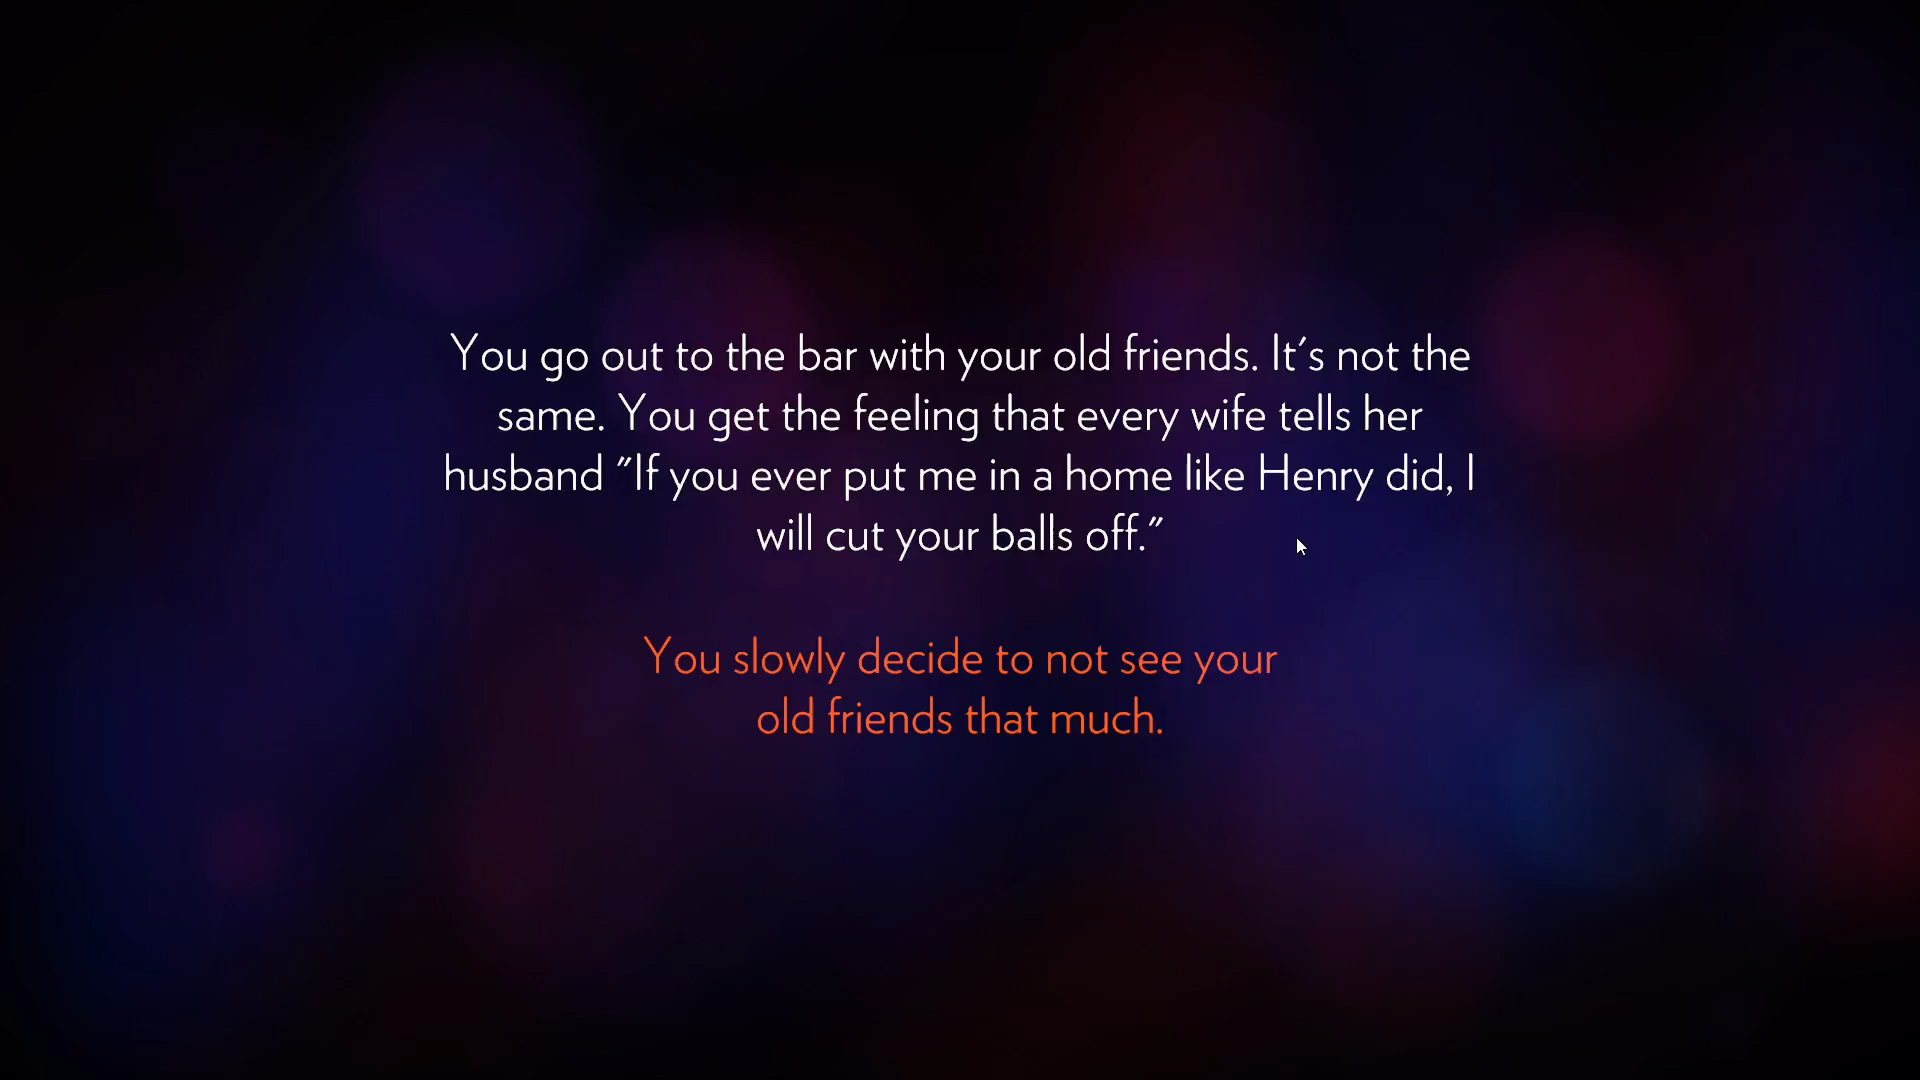 You go out to the bar with your old friends. It's not the
same. You get the feeling that every wife tells her
husband "If you ever put me in a home like Henry did, I
will cut your balls off."
You slowly decide to not see your
old friends that much.